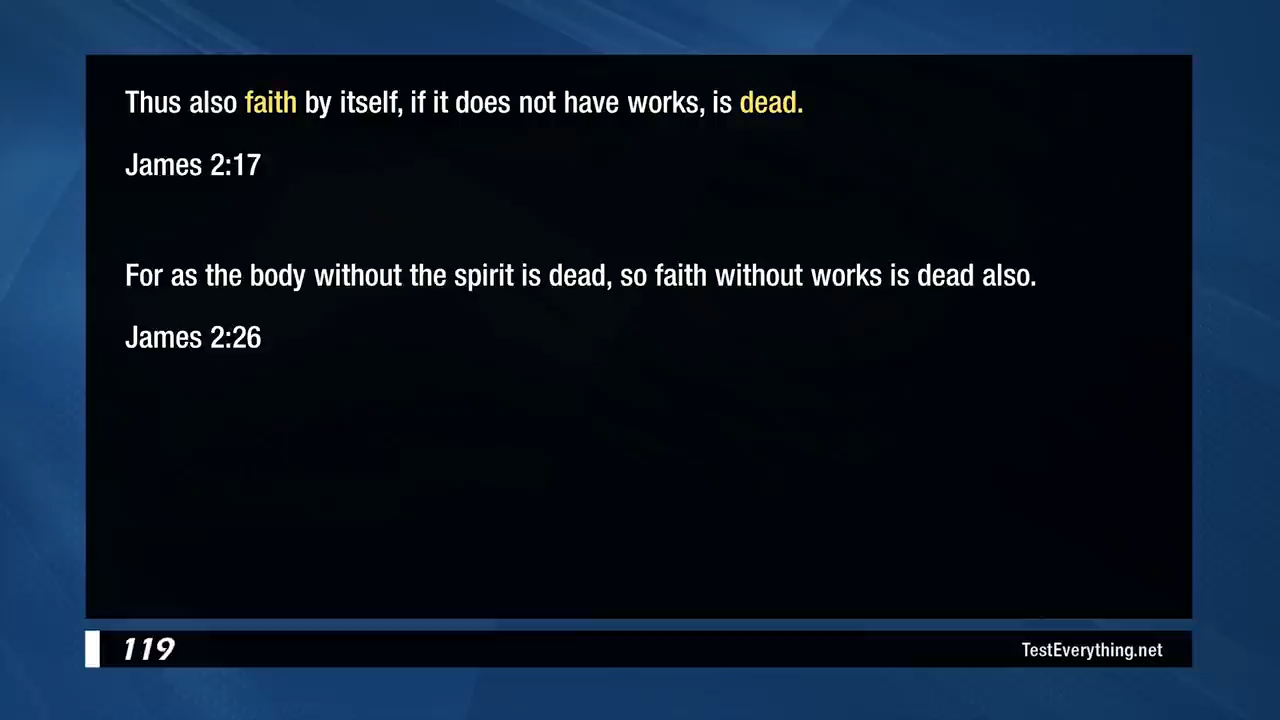 Thus also faith by itself, if it does not have works, is dead.
James 2:17
For as the body without the spirit is dead, so faith without works is dead also.
James 2:26
119
TestEverything.net